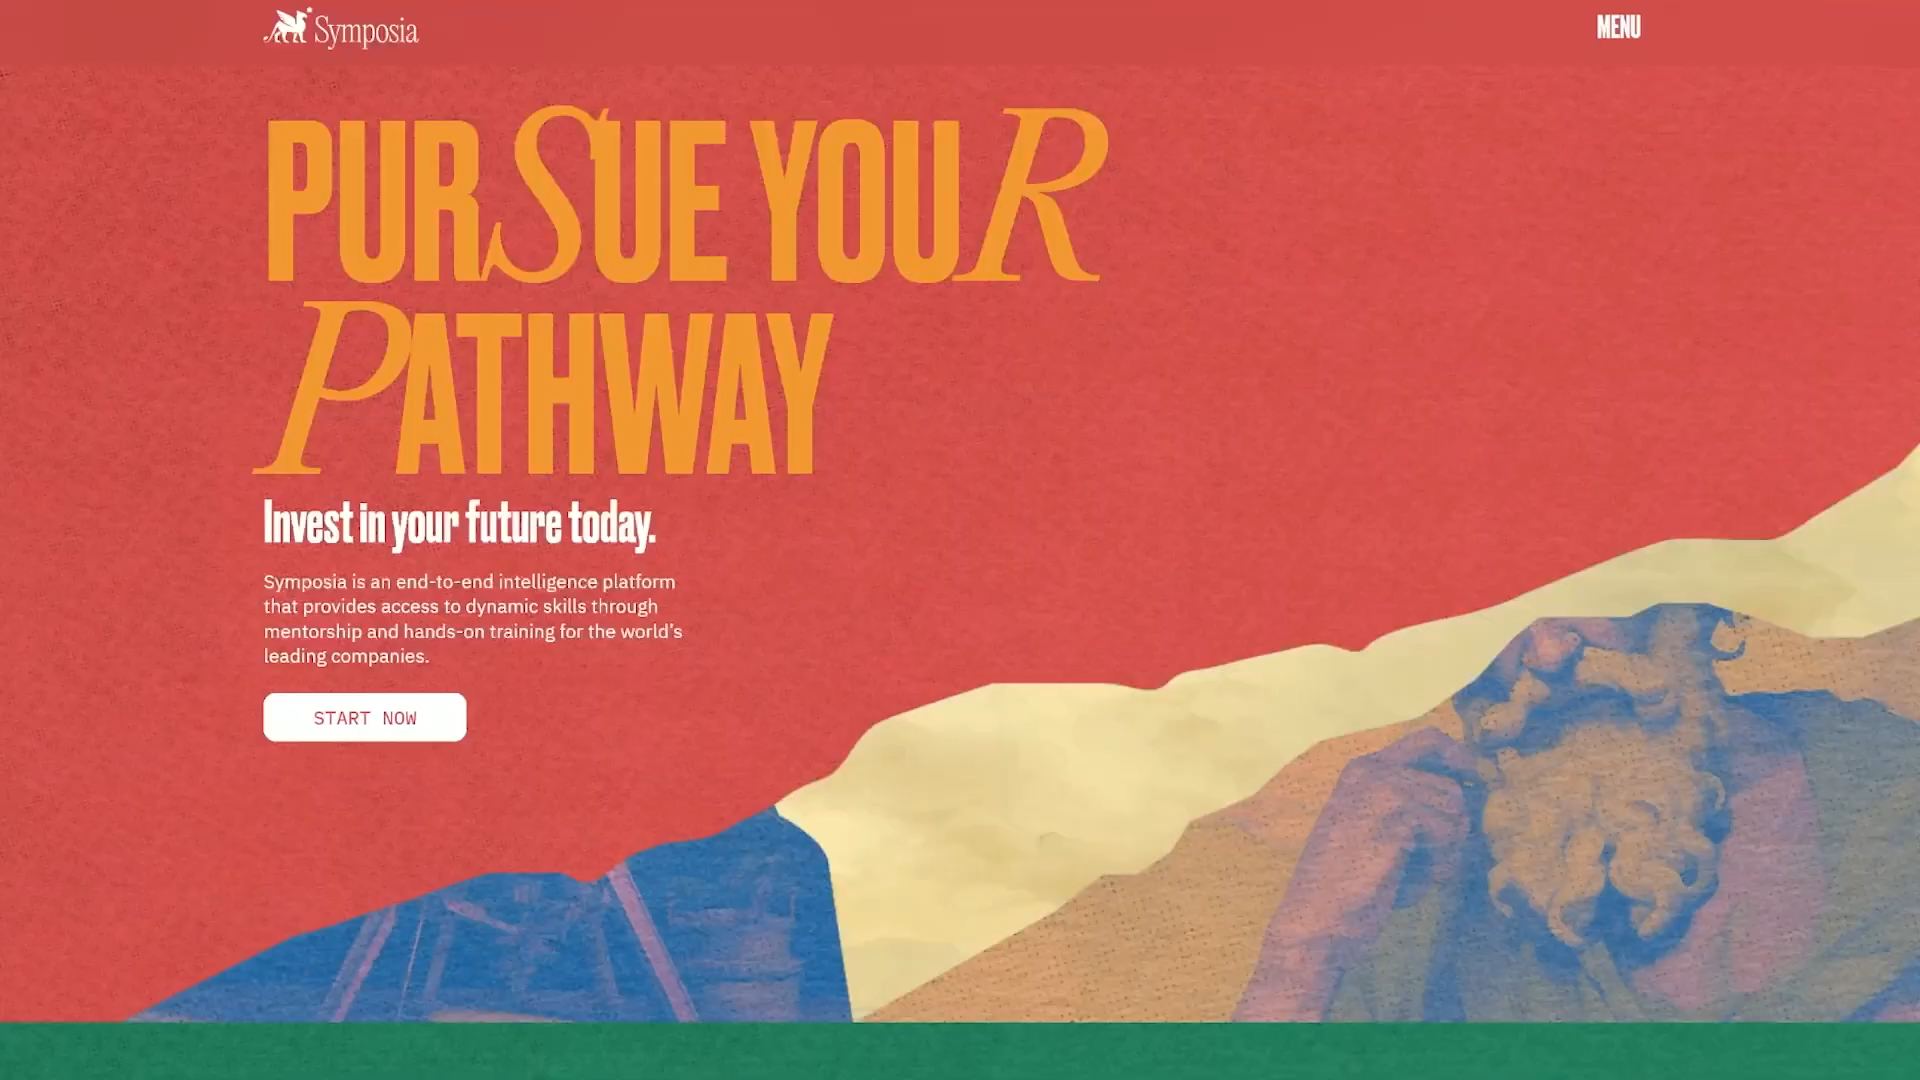 Symposia
MENU
PURSUE YOUR
PATHWAY
Invest in your future today.
Symposia is an end-to-end intelligence platform
that provides access to dynamic skills through
mentorship and hands-on training for the world's
leading companies.
START NOW